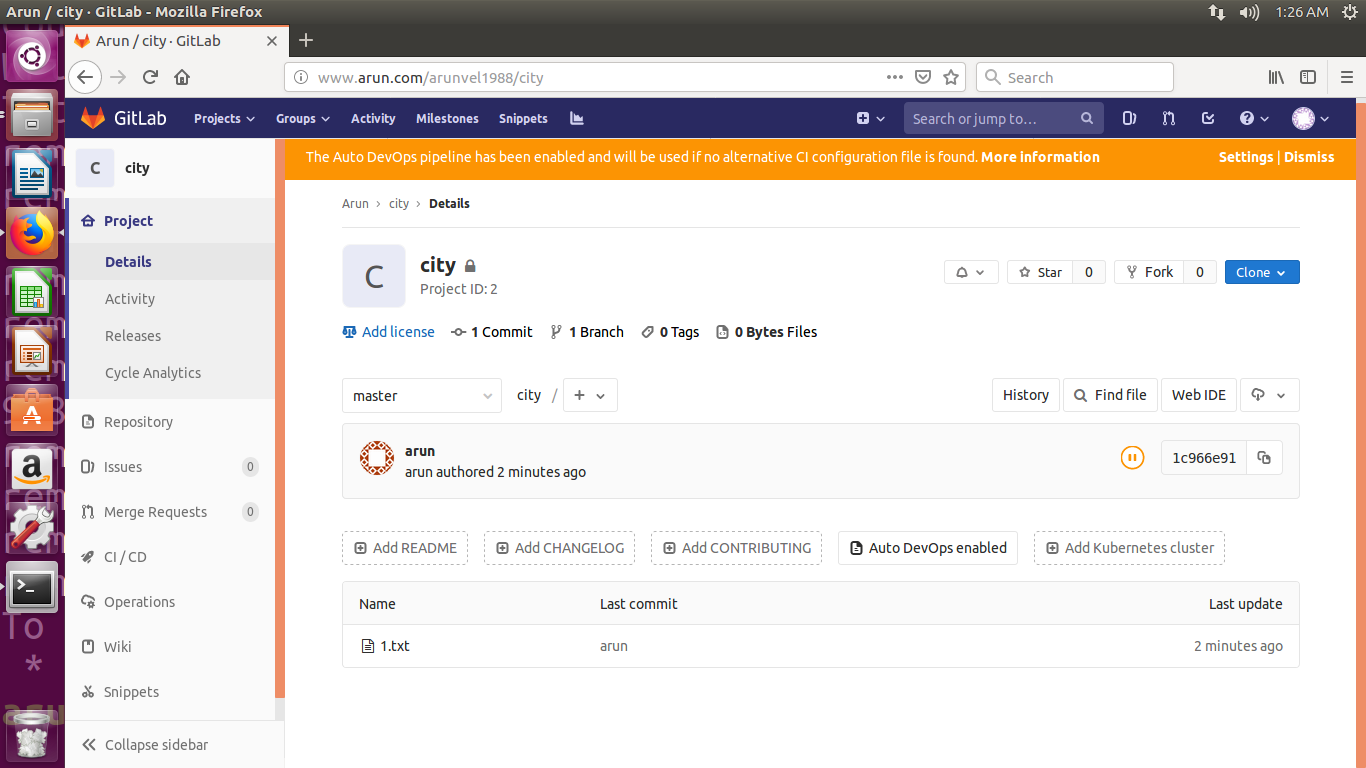 Arun / city · GitLab - Mozilla Firefox
1:26 AM
Arun / city · GitLab
www.arun.com/arunvel1988/city
Search
GitLab
Projects
Groups
Activity
Milestones
Snippets
Search or jump to…
C
city
The Auto DevOps pipeline has been enabled and will be used if no alternative CI configuration file is found. More information
Settings | Dismiss
Project
Details
Activity
Releases
Cycle Analytics
Repository
Issues 0
Merge Requests 0
CI / CD
Operations
Wiki
Snippets
Collapse sidebar
Arun › city › Details
C
city
Project ID: 2
Star 0
Fork 0
Clone
Add license
1 Commit
1 Branch
0 Tags
0 Bytes Files
master
city / +
History
Find file
Web IDE
arun
arun authored 2 minutes ago
1c966e91
Add README
Add CHANGELOG
Add CONTRIBUTING
Auto DevOps enabled
Add Kubernetes cluster
Name Last commit Last update
1.txt arun 2 minutes ago
To
*